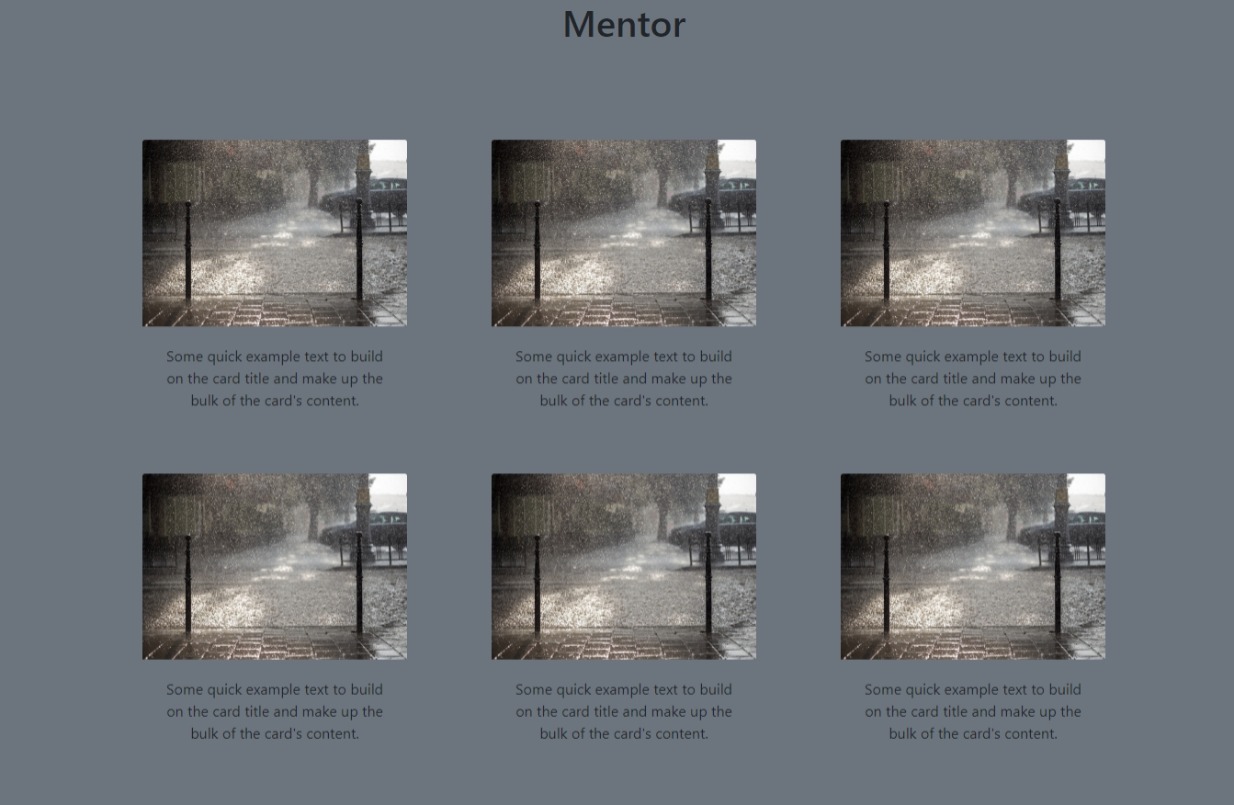 Mentor
Some quick example text to build
on the card title and make up the
bulk of the card's content.
Some quick example text to build
on the card title and make up the
bulk of the card's content.
Some quick example text to build
on the card title and make up the
bulk of the card's content.
Some quick example text to build
on the card title and make up the
bulk of the card's content.
Some quick example text to build
on the card title and make up the
bulk of the card's content.
Some quick example text to build
on the card title and make up the
bulk of the card's content.